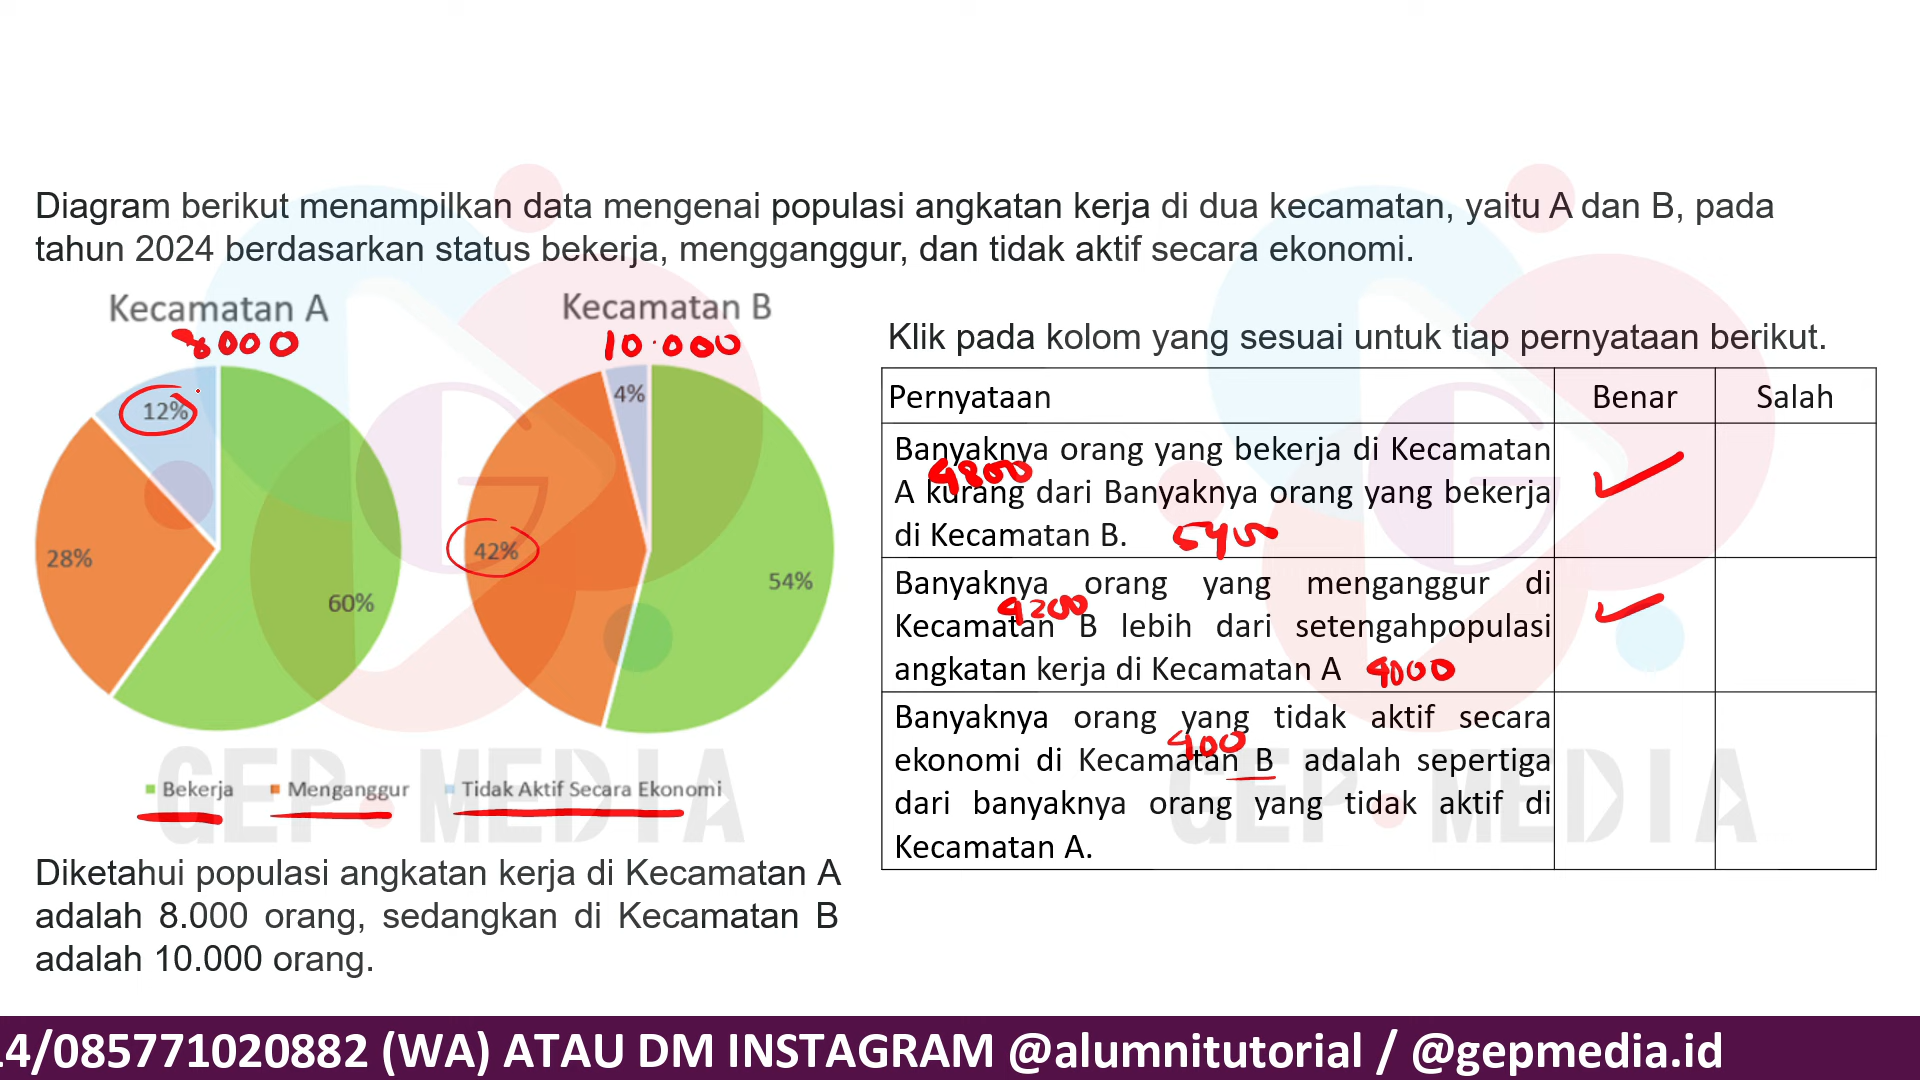 Diagram berikut menampilkan data mengenai populasi angkatan kerja di dua kecamatan, yaitu A dan B, pada
tahun 2024 berdasarkan status bekerja, mengganggur, dan tidak aktif secara ekonomi.
Kecamatan A
8000
12%
28%
60%
Kecamatan B
10.000
4%
42%
54%
Bekerja Menganggur Tidak Aktif Secara Ekonomi
GEP MEDIA
Diketahui populasi angkatan kerja di Kecamatan A
adalah 8.000 orang, sedangkan di Kecamatan B
adalah 10.000 orang.
Klik pada kolom yang sesuai untuk tiap pernyataan berikut.
Pernyataan Benar Salah
Banyaknya orang yang bekerja di Kecamatan
4800
A kurang dari Banyaknya orang yang bekerja
di Kecamatan B. 5400
Banyaknya orang yang menganggur di
4200
Kecamatan B lebih dari setengahpopulasi
angkatan kerja di Kecamatan A 4000
Banyaknya orang yang tidak aktif secara
400
ekonomi di Kecamatan B adalah sepertiga
dari banyaknya orang yang tidak aktif di
Kecamatan A.
GEP MEDIA
14/085771020882 (WA) ATAU DM INSTAGRAM @alumnitutorial / @gepmedia.id